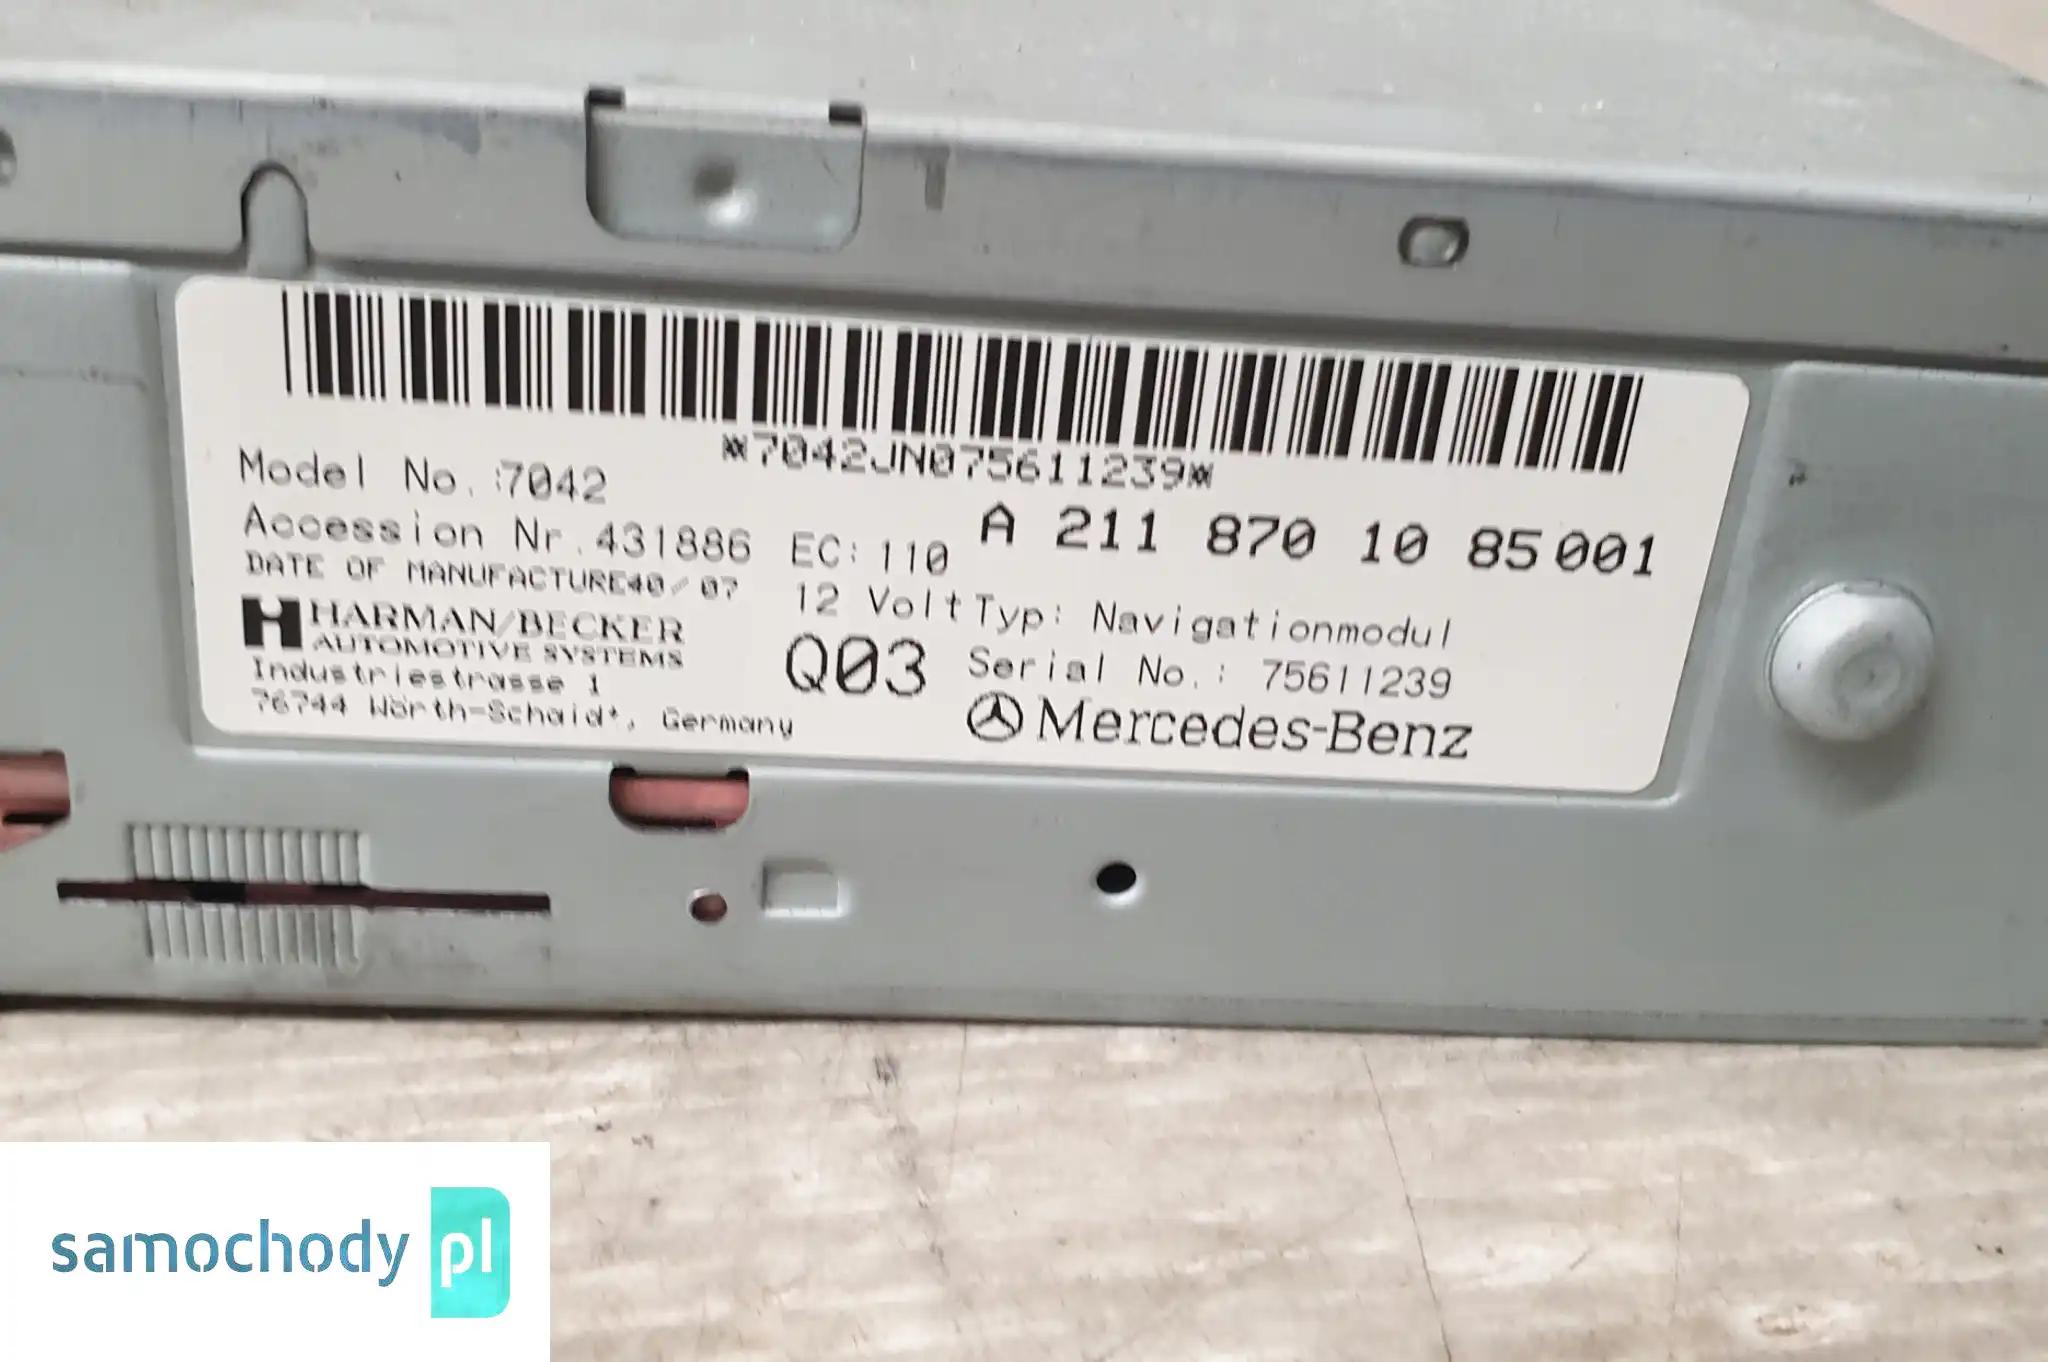 *7042JN075611239*
Model No.:7042
Accession Nr.431886 EC:110
A 211 870 10 85 001
DATE OF MANUFACTURE40/07
12 Volt Typ: Navigationmodul
HARMAN/BECKER
AUTOMOTIVE SYSTEMS
Q03
Serial No.: 75611239
Industriestrasse 1
76744 Wörth-Schaidt, Germany
Mercedes-Benz
samochody pl